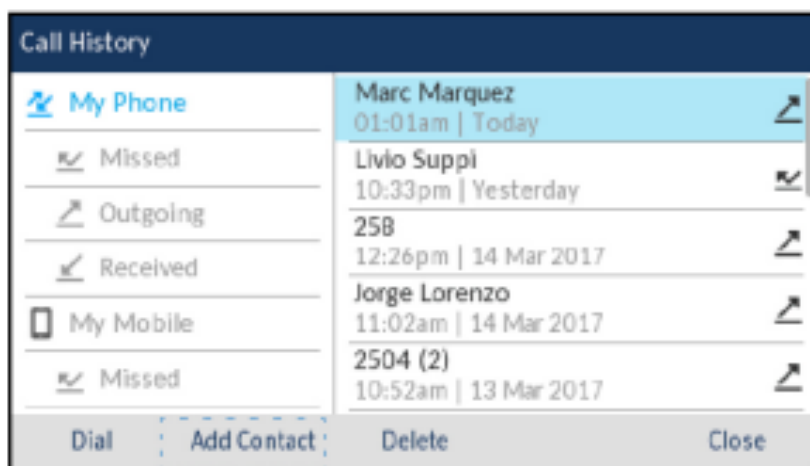 Call History
My Phone
Missed
Outgoing
Received
My Mobile
Missed
Marc Marquez
01:01am | Today
Livio Suppi
10:33pm | Yesterday
258
12:26pm | 14 Mar 2017
Jorge Lorenzo
11:02am | 14 Mar 2017
2504 (2)
10:52am | 13 Mar 2017
Dial Add Contact Delete Close